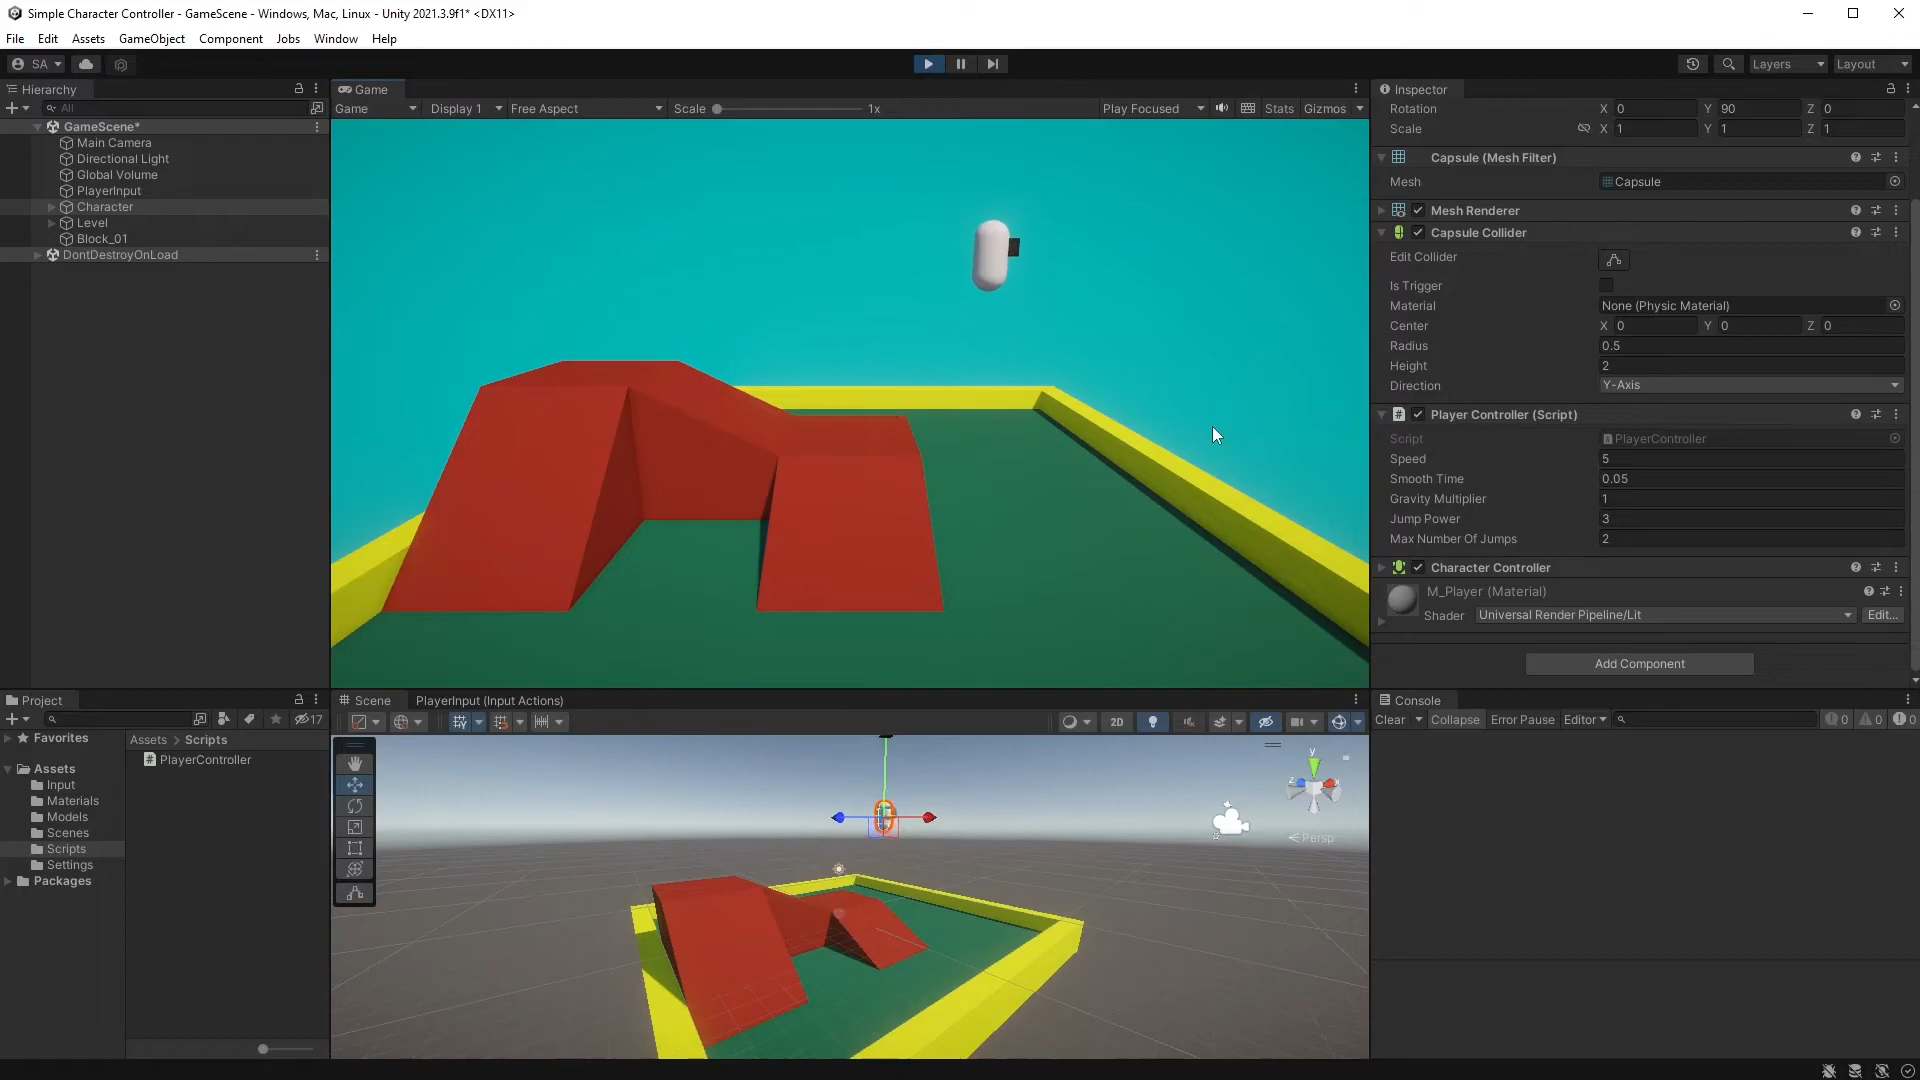 Simple Character Controller - GameScene - Windows, Mac, Linux - Unity 2021.3.9f1* <DX11>
File Edit Assets GameObject Component Jobs Window Help
SA Layers Layout
Hierarchy
All
GameScene*
Main Camera
Directional Light
Global Volume
PlayerInput
Character
Level
Block_01
DontDestroyOnLoad
Game
Game Display 1 Free Aspect Scale 1x Play Focused Stats Gizmos
Inspector
Rotation X 0 Y 90 Z 0
Scale X 1 Y 1 Z 1
Capsule (Mesh Filter)
Mesh Capsule
Mesh Renderer
Capsule Collider
Edit Collider
Is Trigger
Material None (Physic Material)
Center X 0 Y 0 Z 0
Radius 0.5
Height 2
Direction Y-Axis
# Player Controller (Script)
Script PlayerController
Speed 5
Smooth Time 0.05
Gravity Multiplier 1
Jump Power 3
Max Number Of Jumps 2
Character Controller
M_Player (Material)
Shader Universal Render Pipeline/Lit Edit...
Add Component
Project
17
Favorites
Assets
Input
Materials
Models
Scenes
Scripts
Settings
Packages
Assets > Scripts
# PlayerController
Scene PlayerInput (Input Actions)
2D
y
z x
Persp
Console
Clear Collapse Error Pause Editor 0 0 0